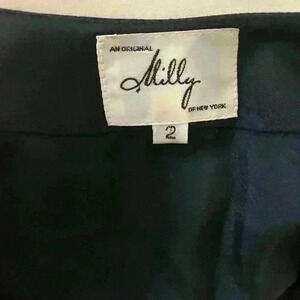 AN ORIGINAL
Milly
OF NEW YORK
2